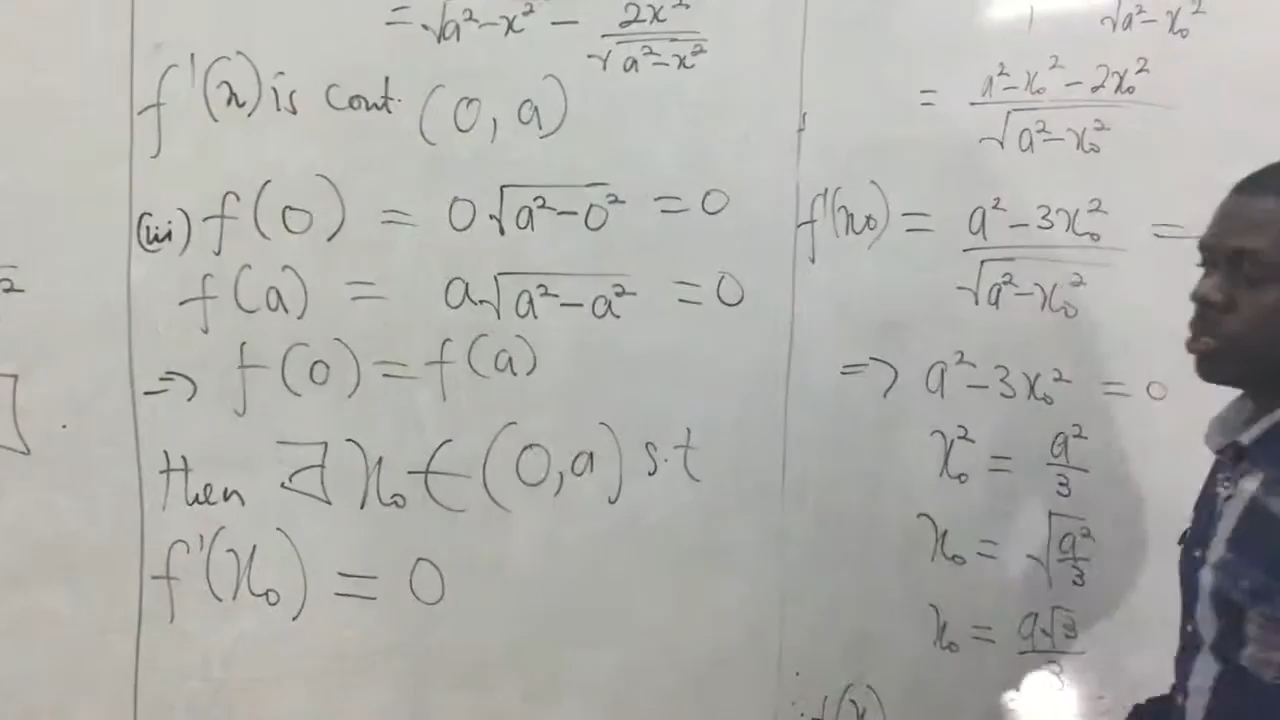 = √a²-x² - 2x²/√a²-x²
f'(x) is cont. (0, a)
(iii) f(0) = 0√a²-0² = 0
f(a) = a√a²-a² = 0
=> f(0) = f(a)
then ∃ x₀ ∈ (0, a) s.t
f'(x₀) = 0
√a²-x₀²
= a²-x₀²-2x₀²/√a²-x₀²
f'(x₀) = a²-3x₀²/√a²-x₀² =
=> a²-3x₀² = 0
x₀² = a²/3
x₀ = √a²/3
x₀ = a√3/3